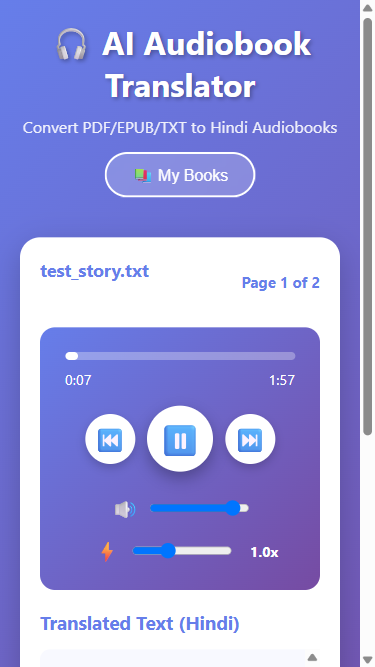 🎧 AI Audiobook
Translator
Convert PDF/EPUB/TXT to Hindi Audiobooks
📚 My Books
test_story.txt
Page 1 of 2
0:07
1:57
1.0x
Translated Text (Hindi)